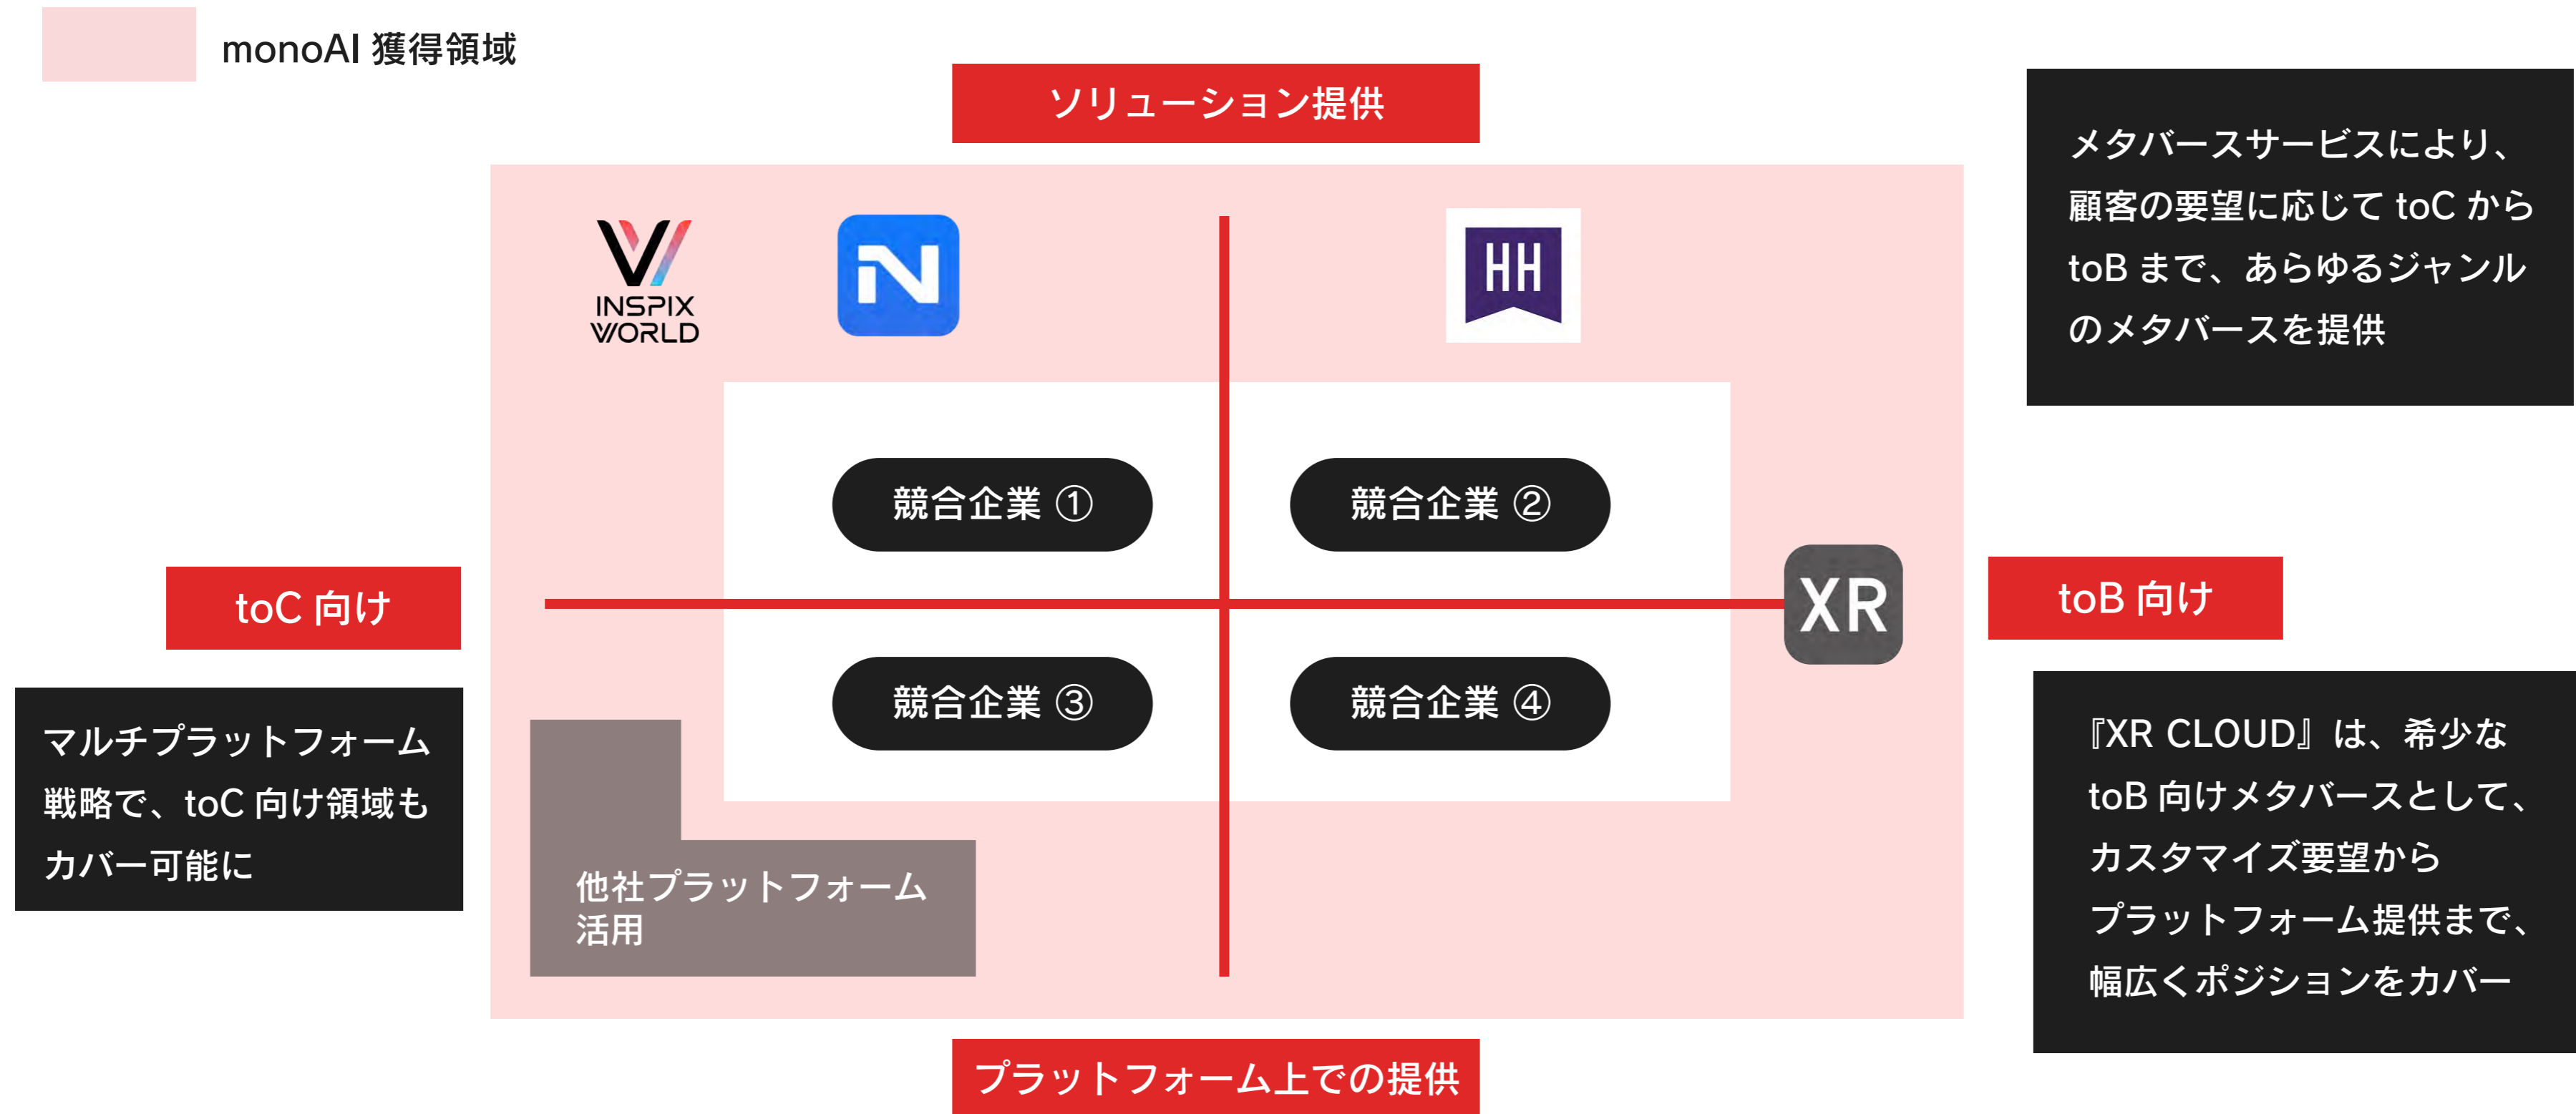 monoAI 獲得領域
ソリューション提供
メタバースサービスにより、
顧客の要望に応じて toC から
toB まで、あらゆるジャンル
のメタバースを提供
INSPIX
WORLD
N
HH
競合企業 ①
競合企業 ②
toC 向け
XR
toB 向け
競合企業 ③
競合企業 ④
マルチプラットフォーム
戦略で、toC 向け領域も
カバー可能に
他社プラットフォーム
活用
『XR CLOUD』は、希少な
toB 向けメタバースとして、
カスタマイズ要望から
プラットフォーム提供まで、
幅広くポジションをカバー
プラットフォーム上での提供